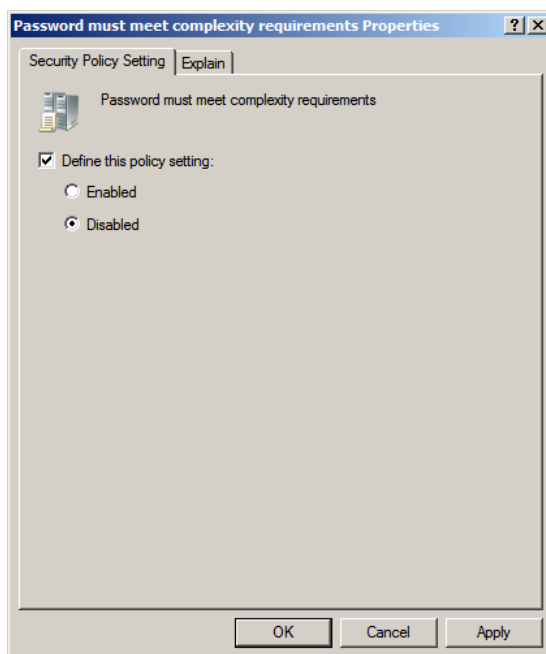 Password must meet complexity requirements Properties
Security Policy Setting
Explain
Password must meet complexity requirements
Define this policy setting:
Enabled
Disabled
OK
Cancel
Apply